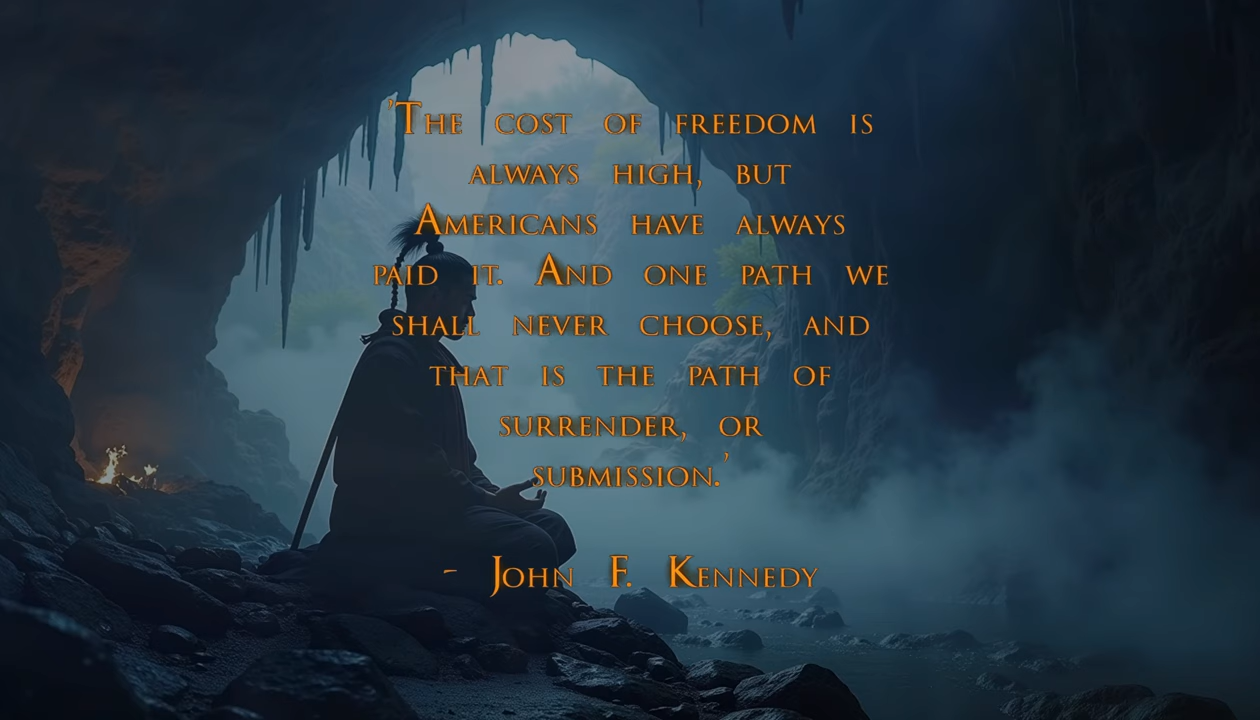 'The cost of freedom is
always high, but
Americans have always
paid it. And one path we
shall never choose, and
that is the path of
surrender, or
submission.'
- John F. Kennedy